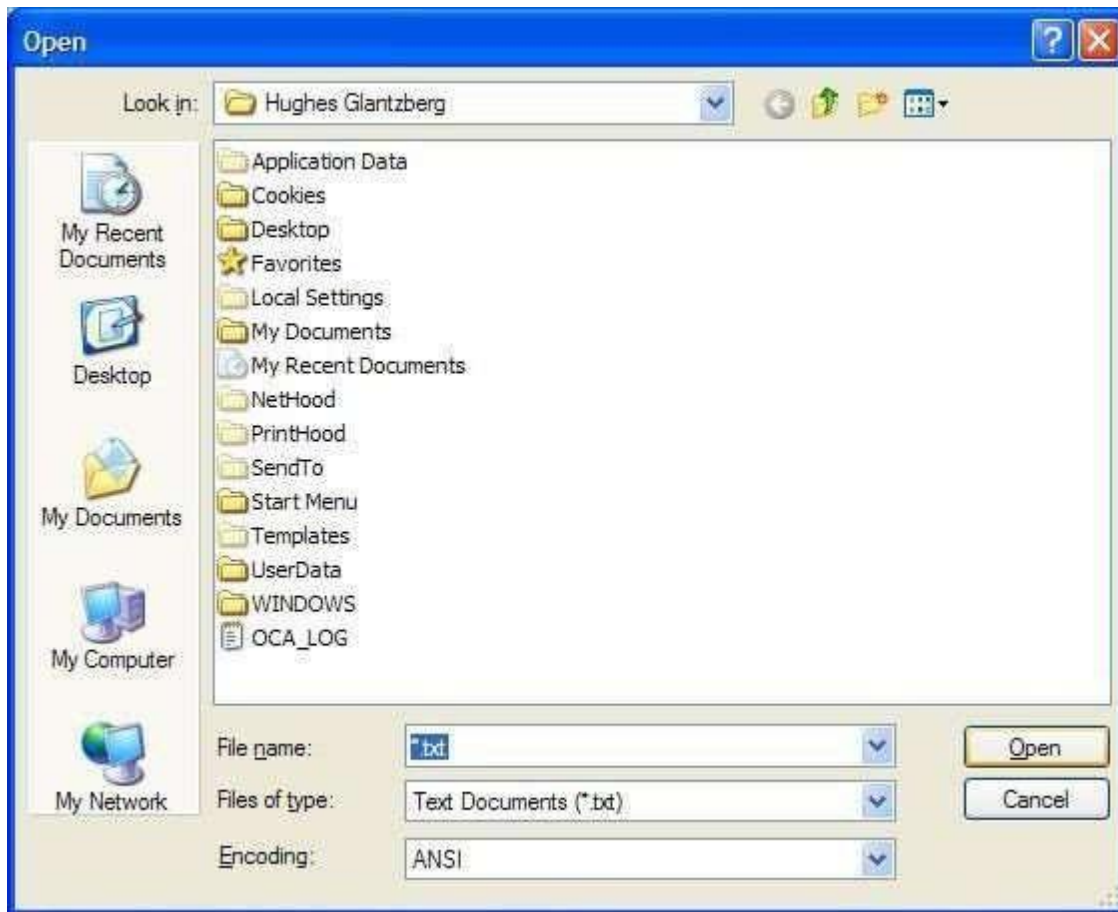 Open
Look in: Hughes Glantzberg
My Recent
Documents
Desktop
My Documents
My Computer
My Network
Application Data
Cookies
Desktop
Favorites
Local Settings
My Documents
My Recent Documents
NetHood
PrintHood
SendTo
Start Menu
Templates
UserData
WINDOWS
OCA_LOG
File name: *.txt Open
Files of type: Text Documents (*.txt) Cancel
Encoding: ANSI